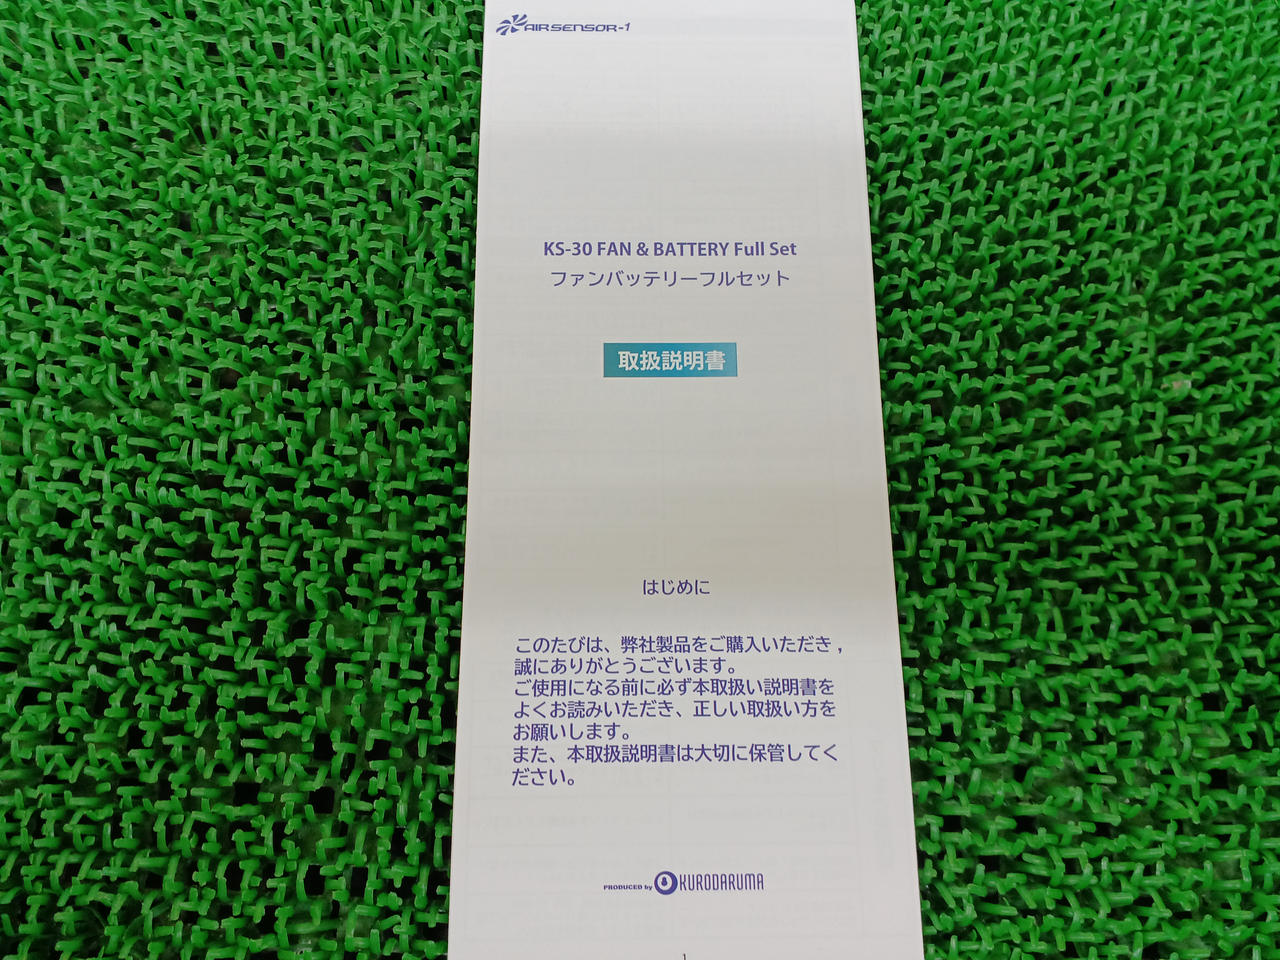 AIRSENSOR-1
KS-30 FAN & BATTERY Full Set
ファンバッテリーフルセット
取扱説明書
はじめに
このたびは、弊社製品をご購入いただき，
誠にありがとうございます。
ご使用になる前に必ず本取扱い説明書を
よくお読みいただき、正しい取扱い方を
お願いします。
また、本取扱説明書は大切に保管してく
ださい。
PRODUCED by KURODARUMA
1